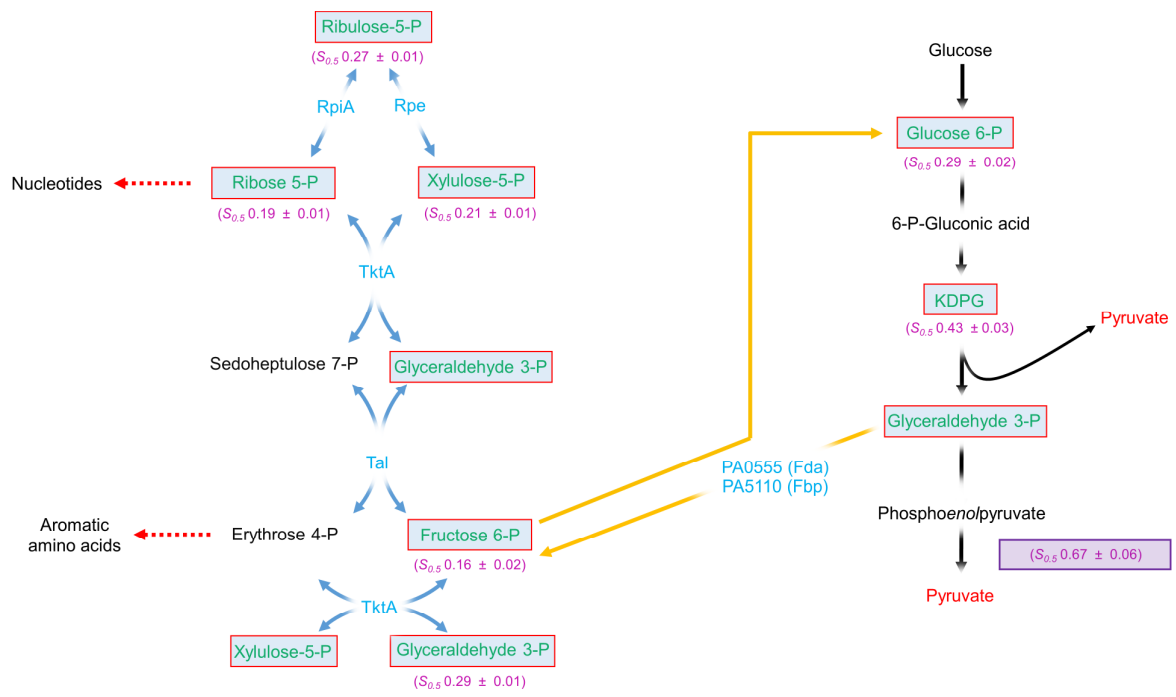 Ribulose-5-P
(S0.5 0.27 ± 0.01)
RpiA
Rpe
Nucleotides
Ribose 5-P
(S0.5 0.19 ± 0.01)
Xylulose-5-P
(S0.5 0.21 ± 0.01)
TktA
Sedoheptulose 7-P
Glyceraldehyde 3-P
Tal
Aromatic
amino acids
Erythrose 4-P
Fructose 6-P
(S0.5 0.16 ± 0.02)
TktA
Xylulose-5-P
Glyceraldehyde 3-P
(S0.5 0.29 ± 0.01)
PA0555 (Fda)
PA5110 (Fbp)
Glucose
Glucose 6-P
(S0.5 0.29 ± 0.02)
6-P-Gluconic acid
KDPG
(S0.5 0.43 ± 0.03)
Pyruvate
Glyceraldehyde 3-P
Phosphoenolpyruvate
(S0.5 0.67 ± 0.06)
Pyruvate